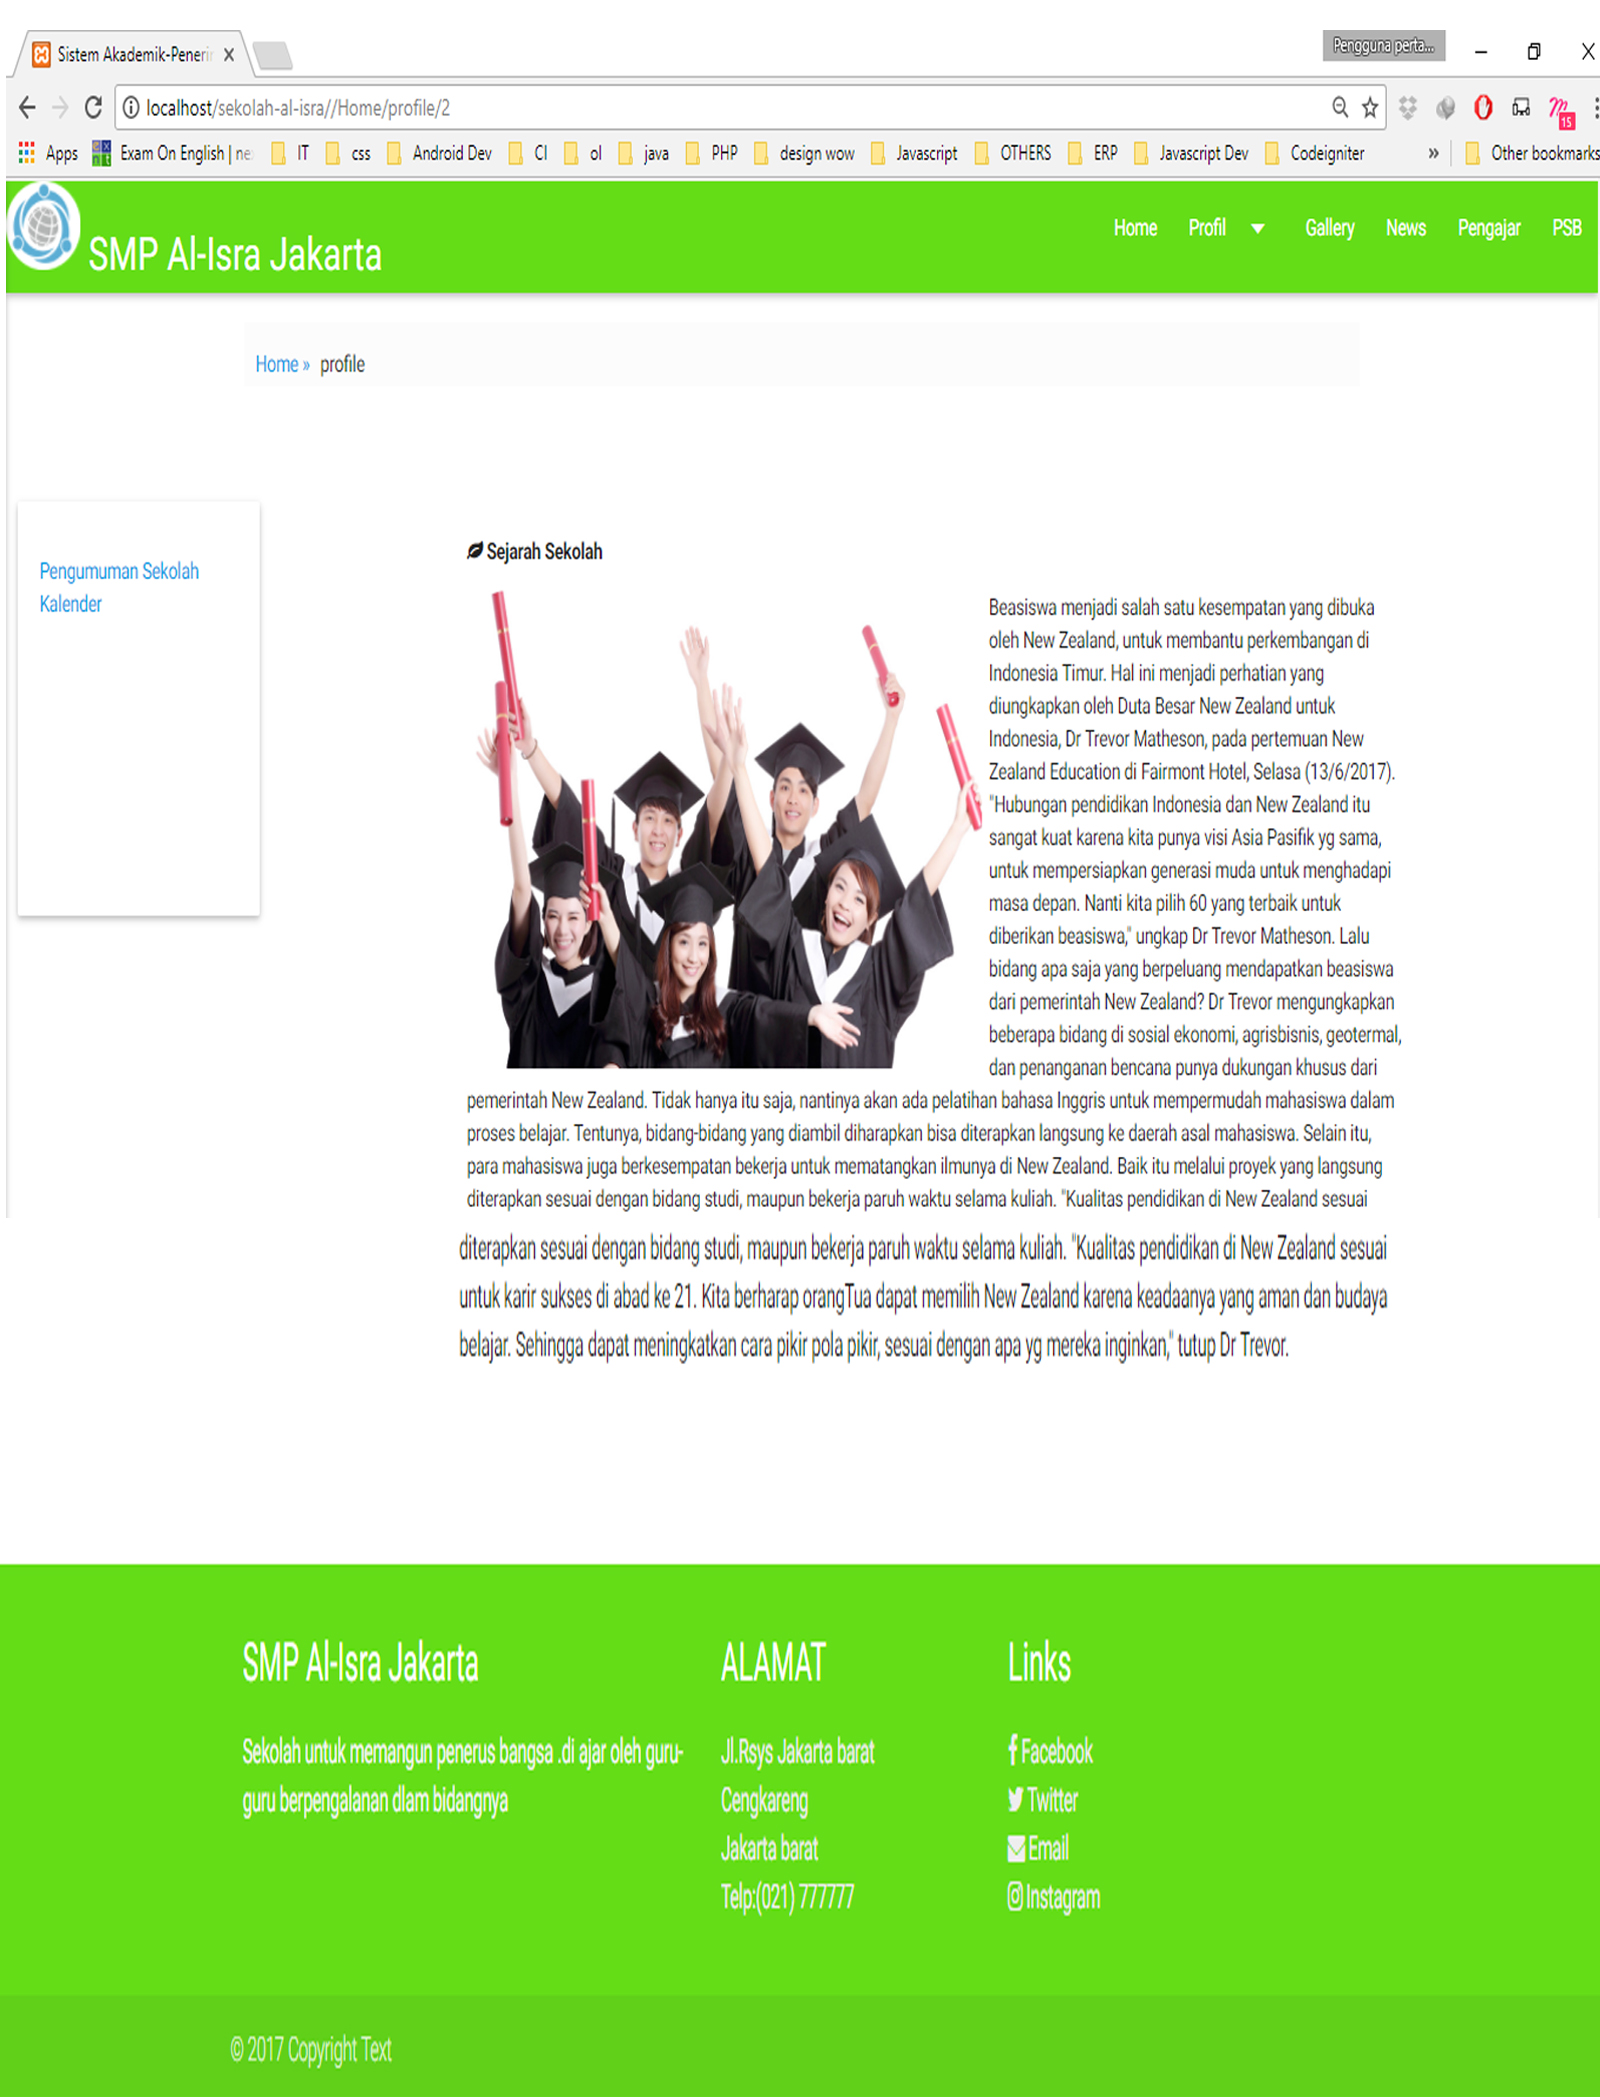 Sistem Akademik-Penerir
Pengguna perta...
localhost/sekolah-al-isra//Home/profile/2
15
Apps Exam On English | ne IT css Android Dev CI ol java PHP design wow Javascript OTHERS ERP Javascript Dev Codeigniter » Other bookmarks
SMP Al-Isra Jakarta
Home Profil Gallery News Pengajar PSB
Home » profile
Pengumuman Sekolah
Kalender
Sejarah Sekolah
Beasiswa menjadi salah satu kesempatan yang dibuka
oleh New Zealand, untuk membantu perkembangan di
Indonesia Timur. Hal ini menjadi perhatian yang
diungkapkan oleh Duta Besar New Zealand untuk
Indonesia, Dr Trevor Matheson, pada pertemuan New
Zealand Education di Fairmont Hotel, Selasa (13/6/2017).
"Hubungan pendidikan Indonesia dan New Zealand itu
sangat kuat karena kita punya visi Asia Pasifik yg sama,
untuk mempersiapkan generasi muda untuk menghadapi
masa depan. Nanti kita pilih 60 yang terbaik untuk
diberikan beasiswa," ungkap Dr Trevor Matheson. Lalu
bidang apa saja yang berpeluang mendapatkan beasiswa
dari pemerintah New Zealand? Dr Trevor mengungkapkan
beberapa bidang di sosial ekonomi, agrisbisnis, geotermal,
dan penanganan bencana punya dukungan khusus dari
pemerintah New Zealand. Tidak hanya itu saja, nantinya akan ada pelatihan bahasa Inggris untuk mempermudah mahasiswa dalam
proses belajar. Tentunya, bidang-bidang yang diambil diharapkan bisa diterapkan langsung ke daerah asal mahasiswa. Selain itu,
para mahasiswa juga berkesempatan bekerja untuk mematangkan ilmunya di New Zealand. Baik itu melalui proyek yang langsung
diterapkan sesuai dengan bidang studi, maupun bekerja paruh waktu selama kuliah. "Kualitas pendidikan di New Zealand sesuai
diterapkan sesuai dengan bidang studi, maupun bekerja paruh waktu selama kuliah. "Kualitas pendidikan di New Zealand sesuai
untuk karir sukses di abad ke 21. Kita berharap orangTua dapat memilih New Zealand karena keadaanya yang aman dan budaya
belajar. Sehingga dapat meningkatkan cara pikir pola pikir, sesuai dengan apa yg mereka inginkan," tutup Dr Trevor.
SMP Al-Isra Jakarta
Sekolah untuk memangun penerus bangsa .di ajar oleh guru-
guru berpengalanan dlam bidangnya
ALAMAT
Jl.Rsys Jakarta barat
Cengkareng
Jakarta barat
Telp:(021) 777777
Links
Facebook
Twitter
Email
Instagram
© 2017 Copyright Text